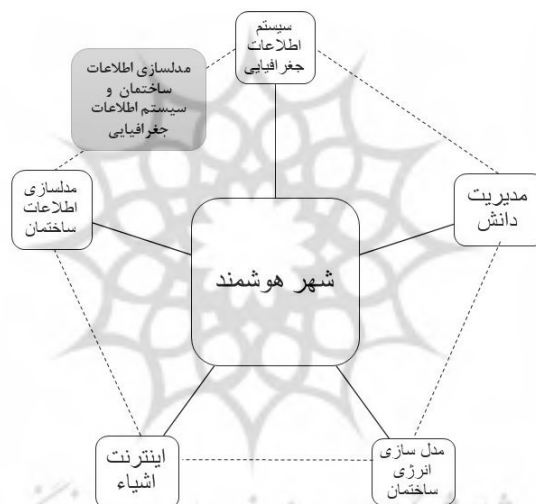 سیستم
اطلاعات
جغرافیایی
مدلسازی اطلاعات
ساختمان و
سیستم اطلاعات
جغرافیایی
مدیریت
دانش
مدلسازی
اطلاعات
ساختمان
شهر هوشمند
اینترنت
اشیاء
مدل سازی
انرژی
ساختمان